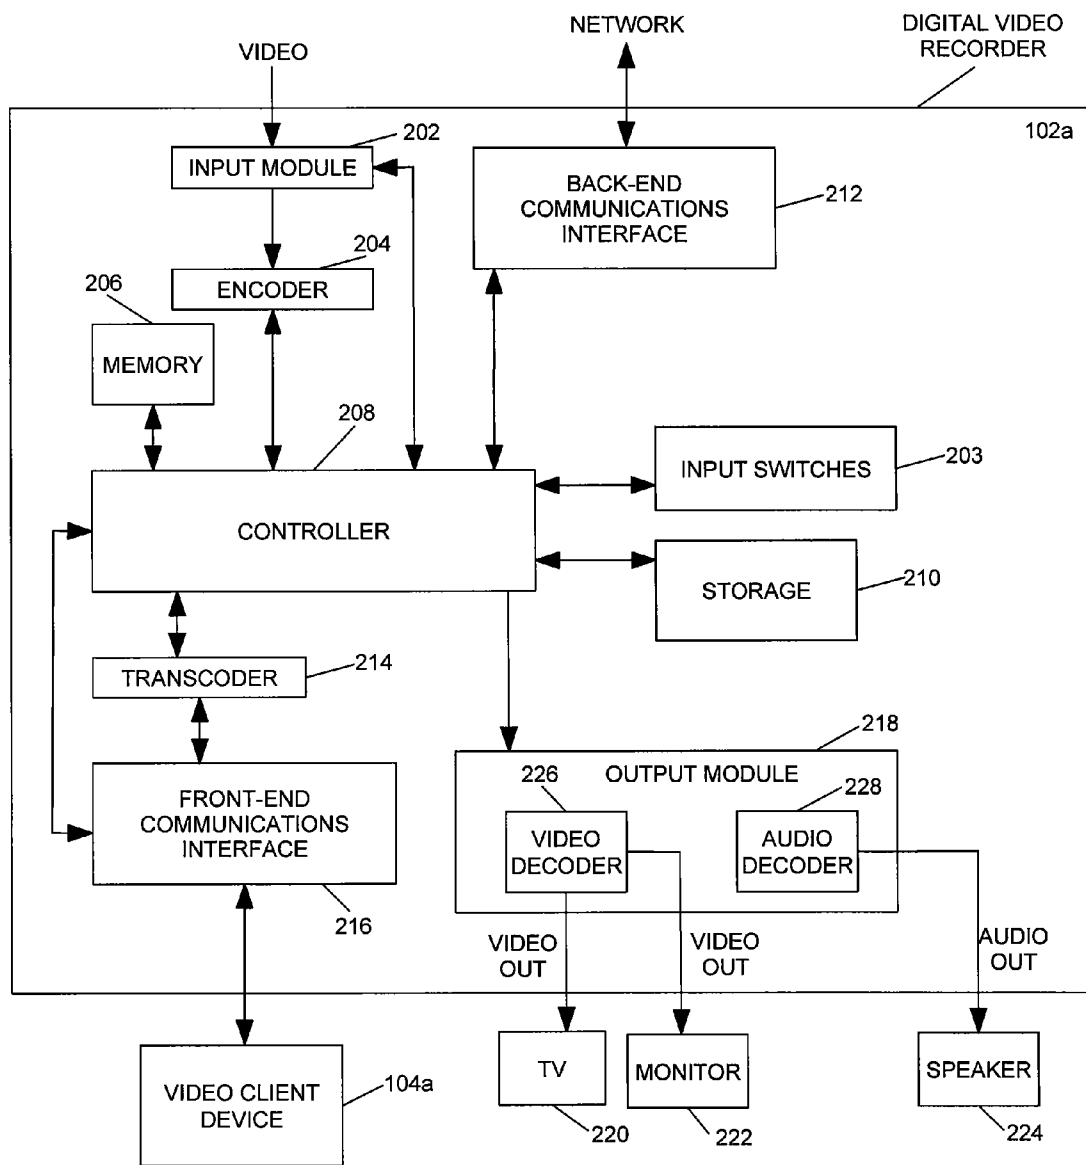 NETWORK
DIGITAL VIDEO
RECORDER
VIDEO
102a
202
INPUT MODULE
BACK-END
COMMUNICATIONS
INTERFACE
212
204
ENCODER
206
MEMORY
208
CONTROLLER
INPUT SWITCHES
203
STORAGE
210
TRANSCODER
214
218
OUTPUT MODULE
226
228
VIDEO
DECODER
AUDIO
DECODER
FRONT-END
COMMUNICATIONS
INTERFACE
216
VIDEO
OUT
VIDEO
OUT
AUDIO
OUT
VIDEO CLIENT
DEVICE
104a
TV
MONITOR
SPEAKER
220
222
224